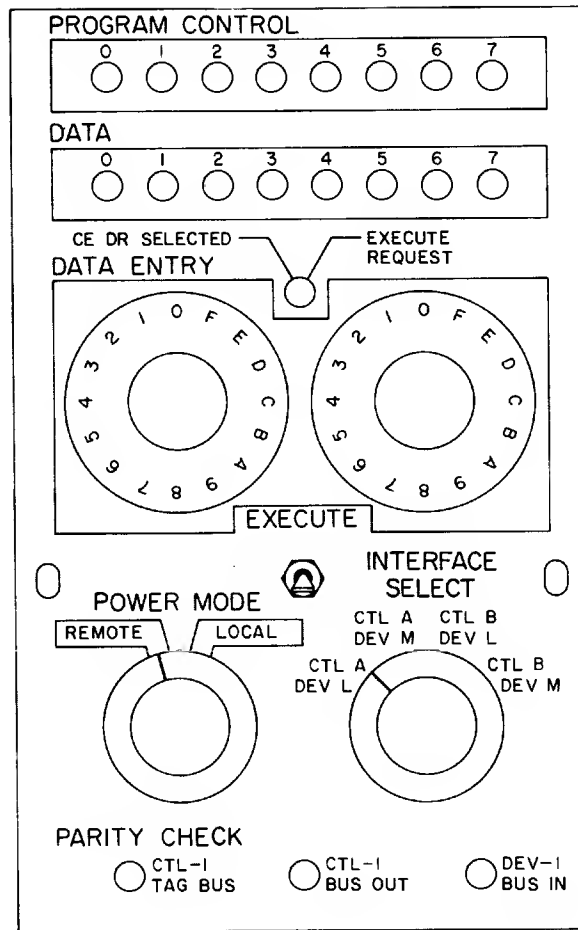 PROGRAM CONTROL
0 1 2 3 4 5 6 7
DATA
0 1 2 3 4 5 6 7
CE DR SELECTED
EXECUTE
REQUEST
DATA ENTRY
0 F E D C B A 9 8 7 6 5 4 3 2 1
0 F E D C B A 9 8 7 6 5 4 3 2 1
EXECUTE
INTERFACE
SELECT
POWER MODE
REMOTE
LOCAL
CTL A
DEV M
CTL B
DEV L
CTL A
DEV L
CTL B
DEV M
PARITY CHECK
CTL-1
TAG BUS
CTL-1
BUS OUT
DEV-1
BUS IN